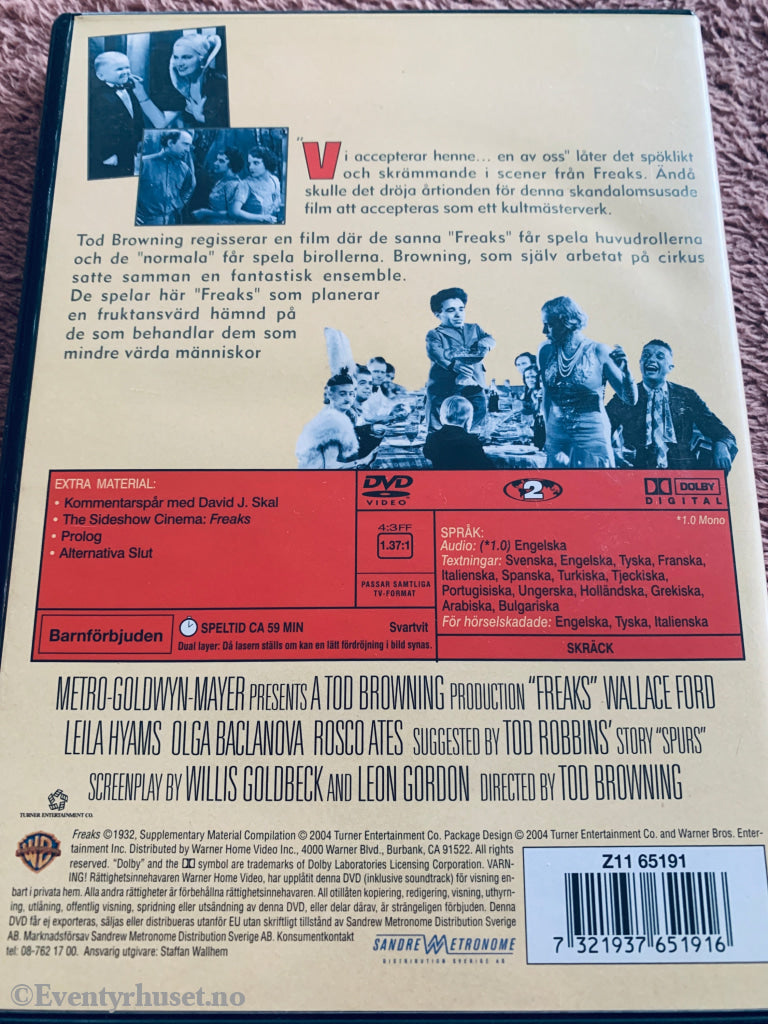 "Vi accepterar henne... en av oss" låter det spöklikt
och skrämmande i scener från Freaks. Ändå
skulle det dröja årtionden för denna skandalomsusade
film att accepteras som ett kultmästerverk.
Tod Browning regisserar en film där de sanna "Freaks" får spela huvudrollerna
och de "normala" får spela birollerna. Browning, som själv arbetat på cirkus
satte samman en fantastisk ensemble.
De spelar här "Freaks" som planerar
en fruktansvärd hämnd på
de som behandlar dem som
mindre värda människor
EXTRA MATERIAL:
• Kommentarspår med David J. Skal
• The Sideshow Cinema: Freaks
• Prolog
• Alternativa Slut
DVD
VIDEO
2
DOLBY
DIGITAL
*1.0 Mono
4:3FF
1.37:1
PASSAR SAMTLIGA
TV-FORMAT
SPRÅK:
Audio: (*1.0) Engelska
Textningar: Svenska, Engelska, Tyska, Franska,
Italienska, Spanska, Turkiska, Tjeckiska,
Portugisiska, Ungerska, Holländska, Grekiska,
Arabiska, Bulgariska
För hörselskadade: Engelska, Tyska, Italienska
Barnförbjuden
SPELTID CA 59 MIN Svartvit
Dual layer: Då lasern ställs om kan en lätt fördröjning i bild synas.
SKRÄCK
METRO-GOLDWYN-MAYER PRESENTS A TOD BROWNING PRODUCTION "FREAKS" WALLACE FORD
LEILA HYAMS OLGA BACLANOVA ROSCO ATES SUGGESTED BY TOD ROBBINS' STORY "SPURS"
SCREENPLAY BY WILLIS GOLDBECK AND LEON GORDON DIRECTED BY TOD BROWNING
TURNER ENTERTAINMENT CO.
Freaks ©1932, Supplementary Material Compilation © 2004 Turner Entertainment Co. Package Design © 2004 Turner Entertainment Co. and Warner Bros. Enter-
tainment Inc. Distributed by Warner Home Video Inc., 4000 Warner Blvd., Burbank, CA 91522. All rights
reserved. "Dolby" and the DD symbol are trademarks of Dolby Laboratories Licensing Corporation. VARN-
ING! Rättighetsinnehavaren Warner Home Video, har upplåtit denna DVD (inklusive soundtrack) för visning en-
bart i privata hem. Alla andra rättigheter är förbehållna rättighetsinnehavaren. All otillåten kopiering, redigering, visning, uthyrn-
ing, utlåning, offentlig visning, spridning eller utsändning av denna DVD, eller delar därav, är strängeligen förbjuden. Denna
DVD får ej exporteras, säljas eller distribueras utanför EU utan skriftligt tillstånd av Sandrew Metronome Distribution Sverige
AB. Marknadsförsav Sandrew Metronome Distribution Sverige AB. Konsumentkontakt
tel: 08-762 17 00. Ansvarig utgivare: Staffan Wallhem
SANDREW METRONOME
DISTRIBUTION SVERIGE AB
Z11 65191
7 321937 651916
©Eventyrhuset.no